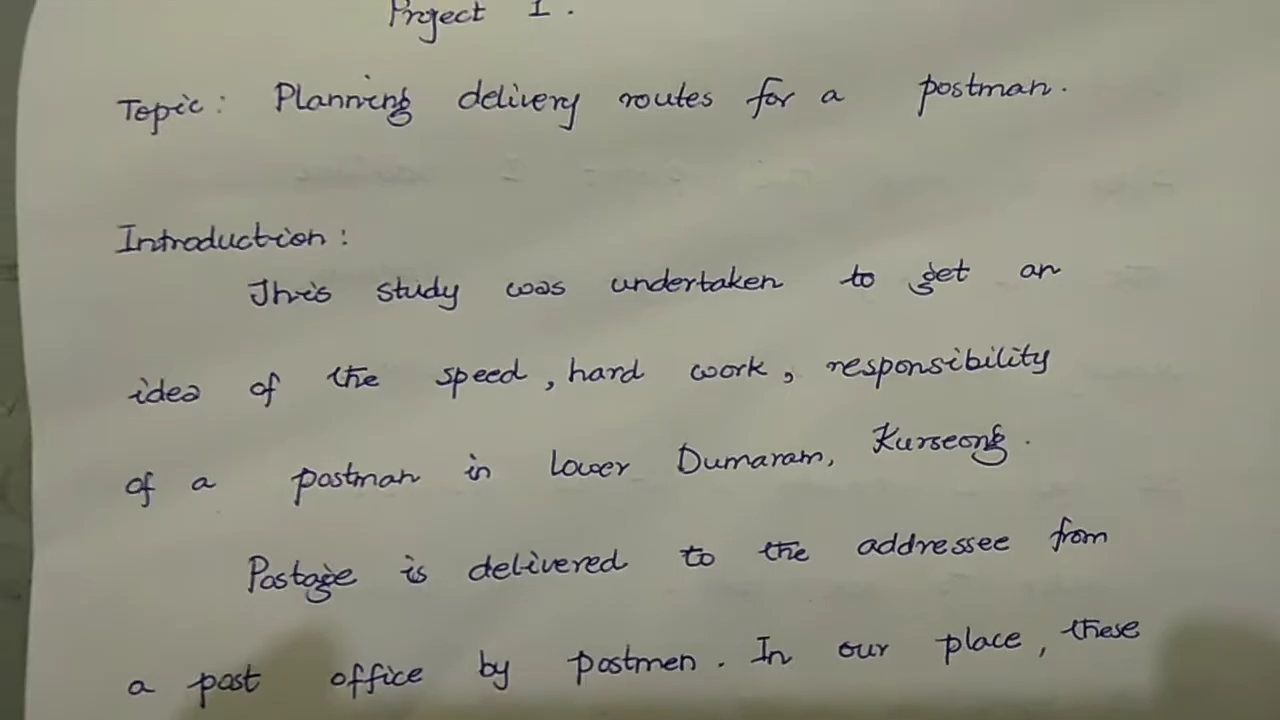 Project I.
Topic: Planning delivery routes for a postman.
Introduction:
This study was undertaken to get an
idea of the speed, hard work, responsibility
of a postman in lower Dumaram, Kurseong.
Postage is delivered to the addressee from
a post office by postmen. In our place, these